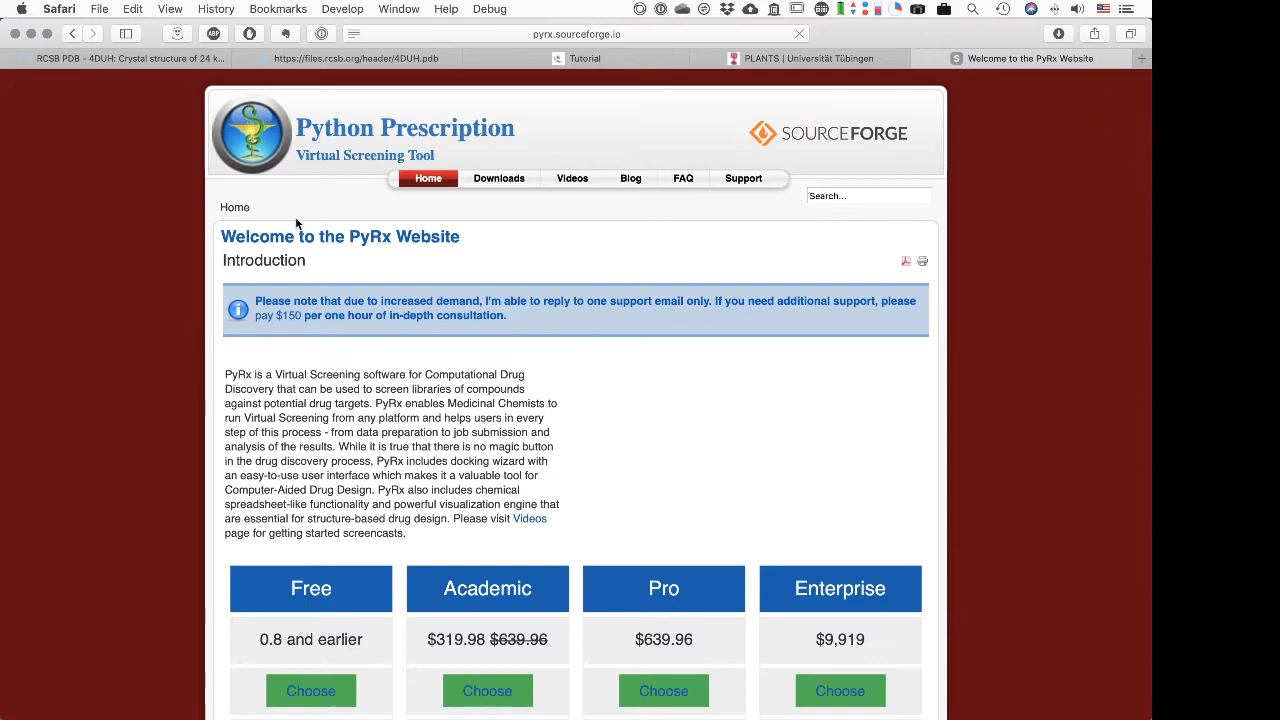 Safari File Edit View History Bookmarks Develop Window Help Debug
ABP
pyrx.sourceforge.io
RCSB PDB - 4DUH: Crystal structure of 24 k...
https://files.rcsb.org/header/4DUH.pdb
Tutorial
PLANTS | Universität Tübingen
S Welcome to the PyRx Website
Python Prescription
Virtual Screening Tool
SOURCEFORGE
Home Downloads Videos Blog FAQ Support
Search...
Home
Welcome to the PyRx Website
Introduction
Please note that due to increased demand, I'm able to reply to one support email only. If you need additional support, please
pay $150 per one hour of in-depth consultation.
PyRx is a Virtual Screening software for Computational Drug
Discovery that can be used to screen libraries of compounds
against potential drug targets. PyRx enables Medicinal Chemists to
run Virtual Screening from any platform and helps users in every
step of this process - from data preparation to job submission and
analysis of the results. While it is true that there is no magic button
in the drug discovery process, PyRx includes docking wizard with
an easy-to-use user interface which makes it a valuable tool for
Computer-Aided Drug Design. PyRx also includes chemical
spreadsheet-like functionality and powerful visualization engine that
are essential for structure-based drug design. Please visit Videos
page for getting started screencasts.
Free Academic Pro Enterprise
0.8 and earlier $319.98 $639.96 $639.96 $9,919
Choose Choose Choose Choose